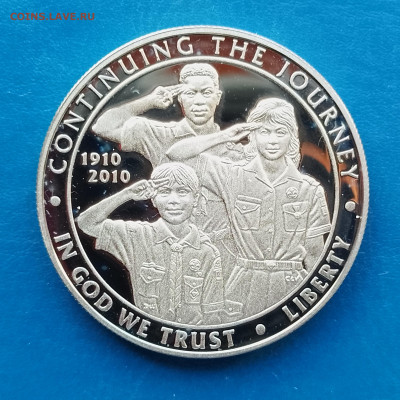 COINS.LAVE.RU
• CONTINUING THE JOURNEY •
1910
2010
IN GOD WE TRUST • LIBERTY